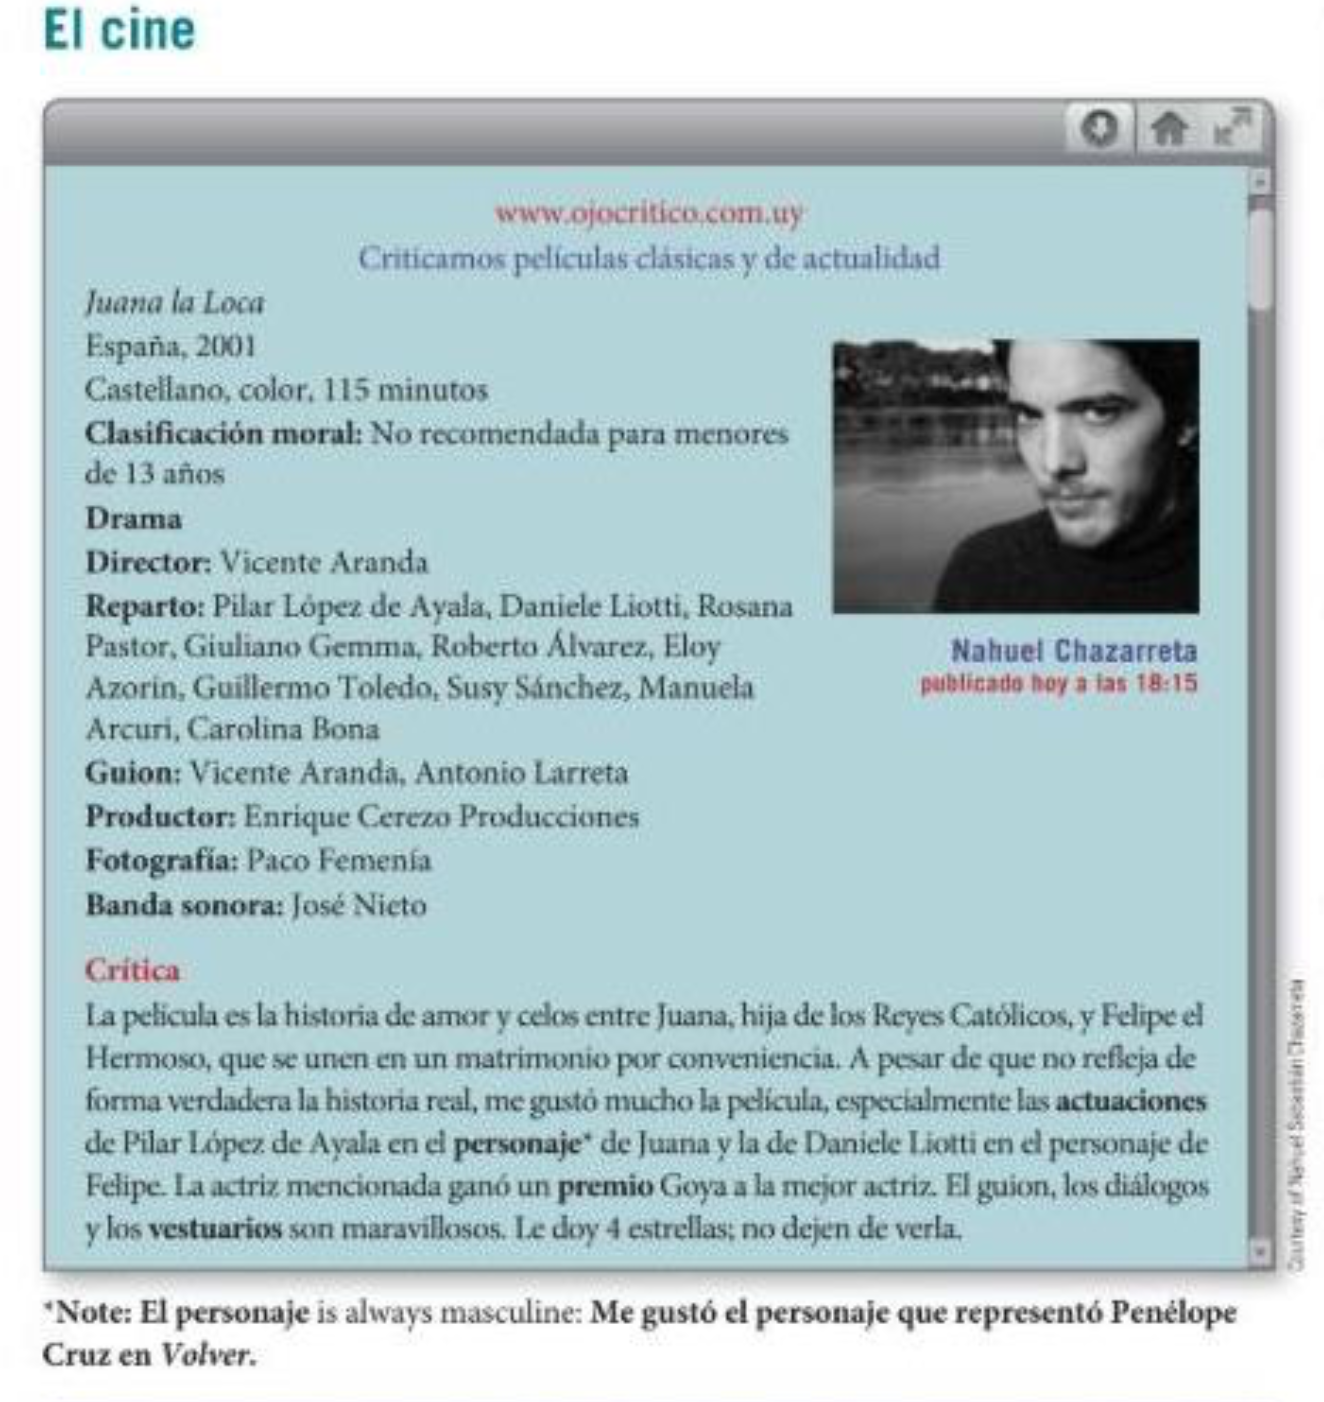 El cine
www.ojocritico.com.uy
Criticamos películas clásicas y de actualidad
Juana la Loca
España, 2001
Castellano, color, 115 minutos
Clasificación moral: No recomendada para menores
de 13 años
Drama
Director: Vicente Aranda
Reparto: Pilar López de Ayala, Daniele Liotti, Rosana
Pastor, Giuliano Gemma, Roberto Álvarez, Eloy
Azorín, Guillermo Toledo, Susy Sánchez, Manuela
Arcuri, Carolina Bona
Guion: Vicente Aranda, Antonio Larreta
Productor: Enrique Cerezo Producciones
Fotografía: Paco Femenía
Banda sonora: José Nieto
Nahuel Chazarreta
publicado hoy a las 18:15
Crítica
La película es la historia de amor y celos entre Juana, hija de los Reyes Católicos, y Felipe el
Hermoso, que se unen en un matrimonio por conveniencia. A pesar de que no refleja de
forma verdadera la historia real, me gustó mucho la película, especialmente las actuaciones
de Pilar López de Ayala en el personaje* de Juana y la de Daniele Liotti en el personaje de
Felipe. La actriz mencionada ganó un premio Goya a la mejor actriz. El guion, los diálogos
y los vestuarios son maravillosos. Le doy 4 estrellas; no dejen de verla.
Courtesy of Nahuel Sebastián Chazarreta
*Note: El personaje is always masculine: Me gustó el personaje que representó Penélope
Cruz en Volver.